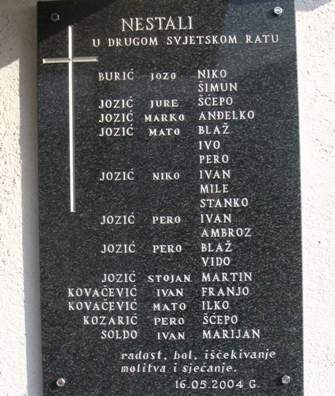 NESTALI
U DRUGOM SVJETSKOM RATU
BURIĆ JOZO NIKO
ŠIMUN
JOZIĆ JURE ŠĆEPO
JOZIĆ MARKO ANĐELKO
JOZIĆ MATO BLAŽ
IVO
PERO
JOZIĆ NIKO IVAN
MILE
STANKO
JOZIĆ PERO IVAN
AMBROZ
JOZIĆ PERO BLAŽ
VIDO
JOZIĆ STOJAN MARTIN
KOVAČEVIĆ IVAN FRANJO
KOVAČEVIĆ MATO ILKO
KOZARIĆ PERO ŠĆEPO
SOLDO IVAN MARIJAN
radost, bol, iščekivanje
molitva i sjećanje.
16.05.2004 G.